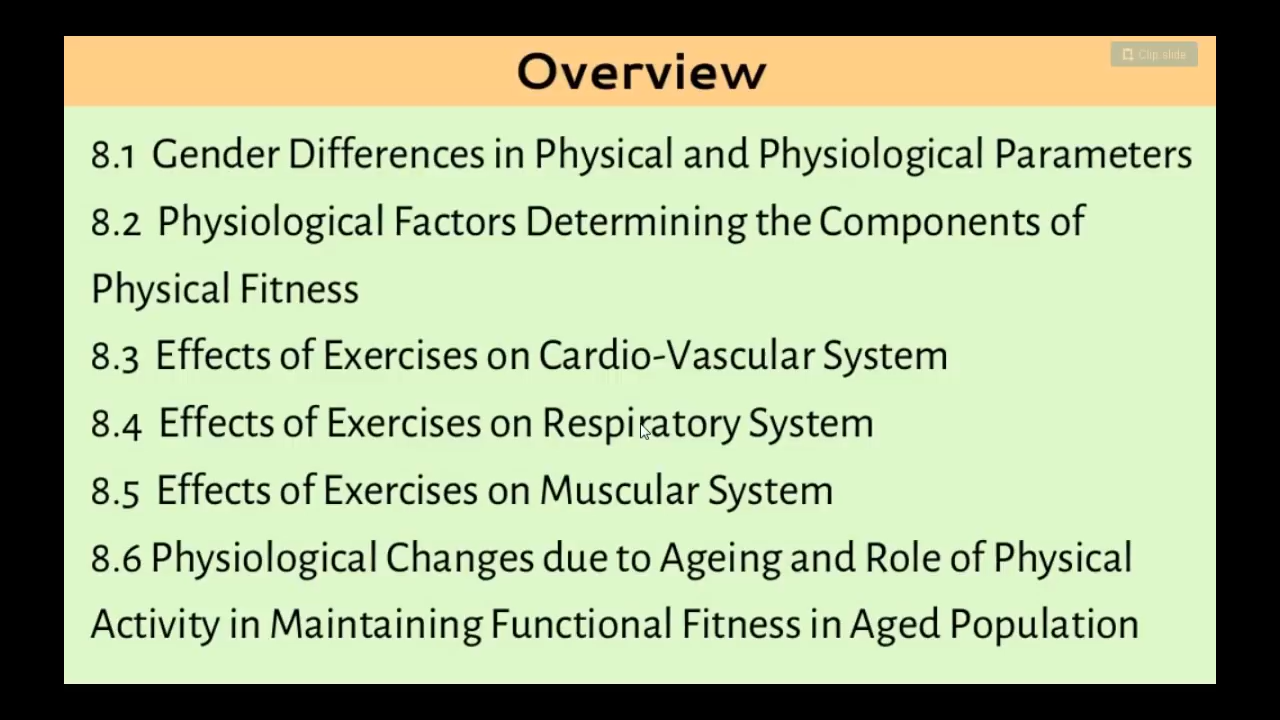 Overview
Clip slide
8.1 Gender Differences in Physical and Physiological Parameters
8.2 Physiological Factors Determining the Components of
Physical Fitness
8.3 Effects of Exercises on Cardio-Vascular System
8.4 Effects of Exercises on Respiratory System
8.5 Effects of Exercises on Muscular System
8.6 Physiological Changes due to Ageing and Role of Physical
Activity in Maintaining Functional Fitness in Aged Population